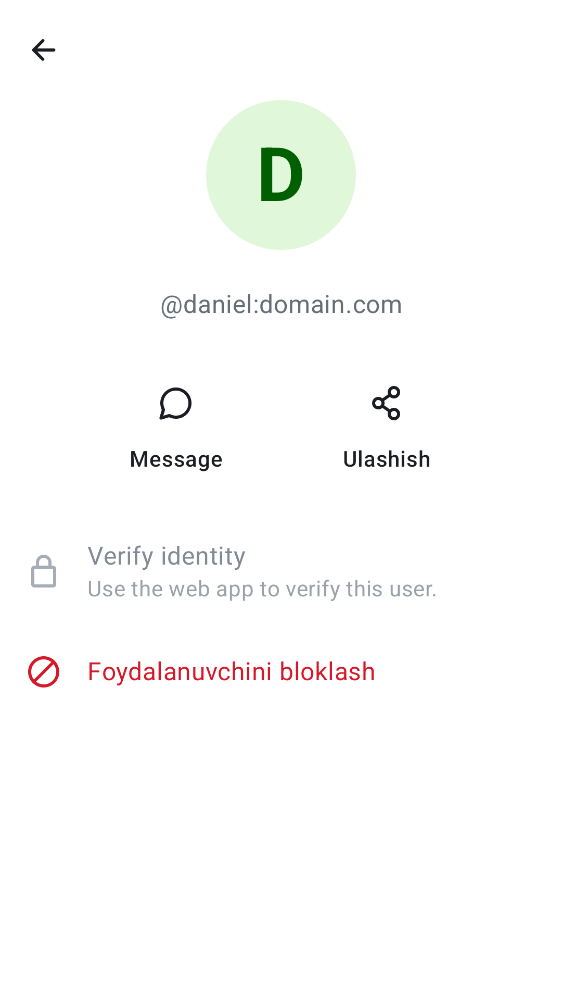 D
@daniel:domain.com
Message
Ulashish
Verify identity
Use the web app to verify this user.
Foydalanuvchini bloklash